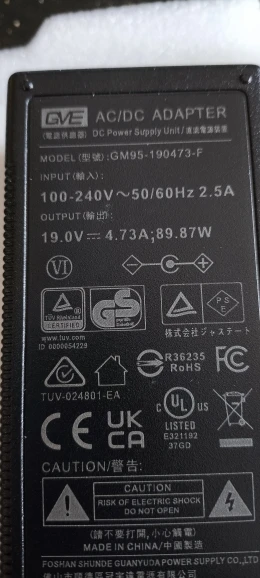 GVE AC/DC ADAPTER
(電源供應器) DC Power Supply Unit/直流電源裝置
MODEL (型號):GM95-190473-F
INPUT(輸入):
100-240V~50/60Hz 2.5A
OUTPUT(輸出):
19.0V⎓4.73A;89.87W
VI
TÜV Rheinland
CERTIFIED
GS
PSE
www.tuv.com
ID 0000054229
株式会社ジャステート
R36235
RoHS
FC
TUV-024801-EA
CE UKCA
c UL us
LISTED
E321192
37GD
CAUTION/警告:
CAUTION
RISK OF ELECTRIC SHOCK
DO NOT OPEN
(請不要打開,小心觸電)
MADE IN CHINA/中國製造
FOSHAN SHUNDE GUANYUDA POWER SUPPLY CO.,LTD